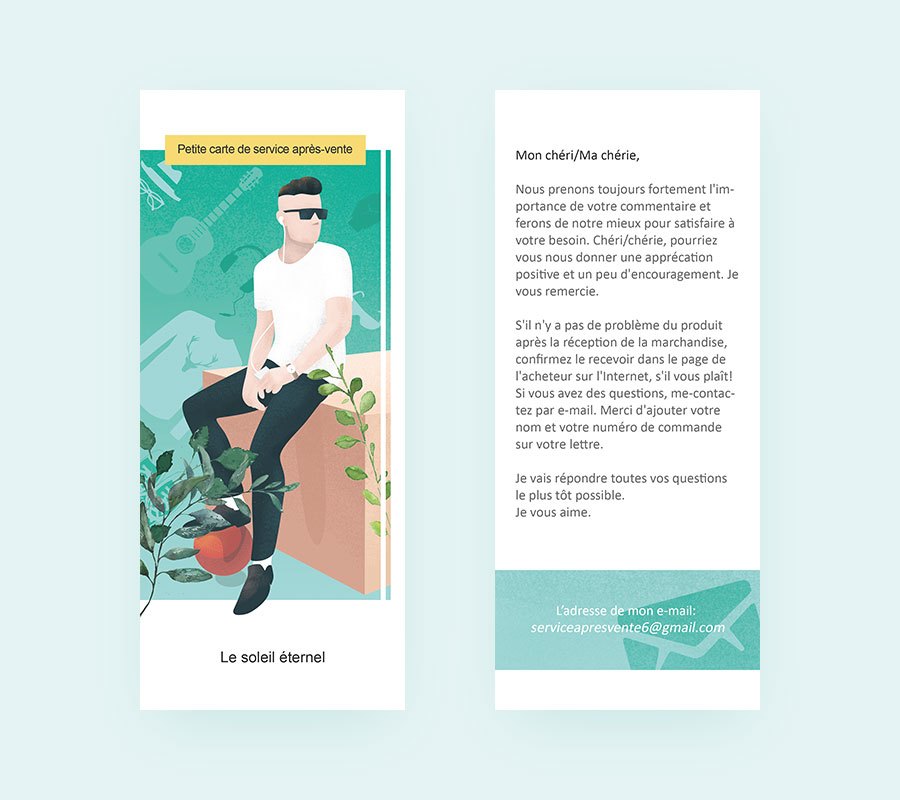 Petite carte de service après-vente
Le soleil éternel
Mon chéri/Ma chérie,
Nous prenons toujours fortement l'im-
portance de votre commentaire et
ferons de notre mieux pour satisfaire à
votre besoin. Chéri/chérie, pourriez
vous nous donner une apprécation
positive et un peu d'encouragement. Je
vous remercie.
S'il n'y a pas de problème du produit
après la réception de la marchandise,
confirmez le recevoir dans le page de
l'acheteur sur l'Internet, s'il vous plaît!
Si vous avez des questions, me-contac-
tez par e-mail. Merci d'ajouter votre
nom et votre numéro de commande
sur votre lettre.
Je vais répondre toutes vos questions
le plus tôt possible.
Je vous aime.
L'adresse de mon e-mail:
serviceapresvente6@gmail.com